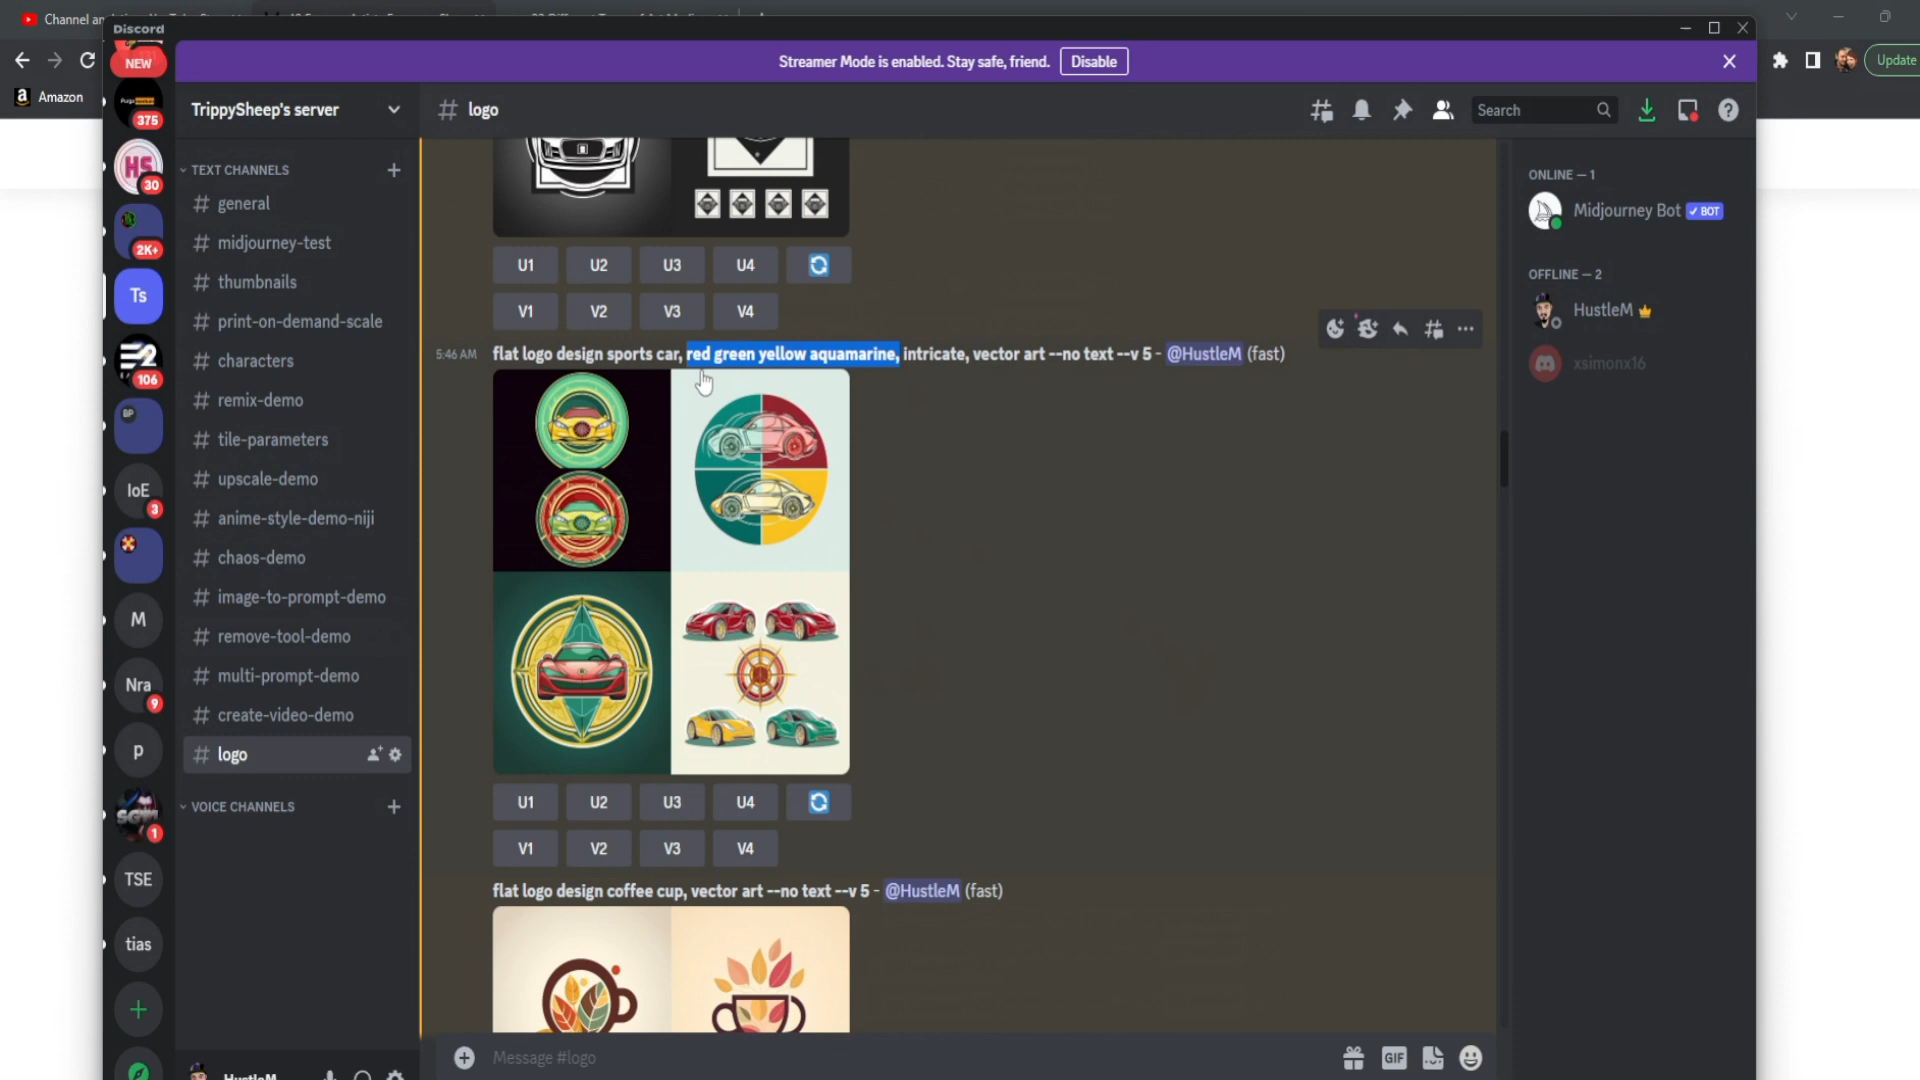 Channel an
Discord
Amazon
Update
Streamer Mode is enabled. Stay safe, friend.
Disable
NEW
375
30
2K+
Ts
106
IoE
3
M
Nra
9
p
1
TSE
tias
TrippySheep's server
TEXT CHANNELS
general
midjourney-test
thumbnails
print-on-demand-scale
characters
remix-demo
tile-parameters
upscale-demo
anime-style-demo-niji
chaos-demo
image-to-prompt-demo
remove-tool-demo
multi-prompt-demo
create-video-demo
logo
VOICE CHANNELS
HustleM
# logo
Search
U1 U2 U3 U4
V1 V2 V3 V4
5:46 AM flat logo design sports car, red green yellow aquamarine, intricate, vector art --no text --v 5 - @HustleM (fast)
U1 U2 U3 U4
V1 V2 V3 V4
flat logo design coffee cup, vector art --no text --v 5 - @HustleM (fast)
Message #logo
GIF
ONLINE — 1
Midjourney Bot ✓ BOT
OFFLINE — 2
HustleM
xsimonx16